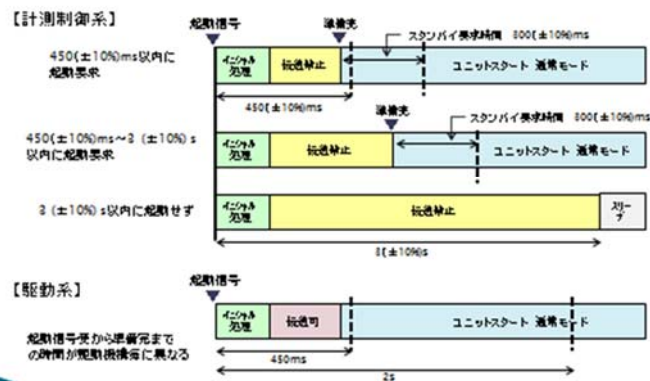 【計測制御系】
起動信号
準備完
スタンバイ要求時間 800(±10%)ms
450(±10%)ms以内に
起動要求
イニシャル
処理
伝送禁止
ユニットスタート 通常モード
450(±10%)ms
準備完
スタンバイ要求時間 800(±10%)ms
450(±10%)ms～8 (±10%) s
以内に起動要求
イニシャル
処理
伝送禁止
ユニットスタート 通常モード
8 (±10%) s以内に起動せず
イニシャル
処理
伝送禁止
スリー
プ
8(±10%)s
【駆動系】
起動信号
起動信号受から準備完まで
の時間が駆動機構毎に異なる
イニシャル
処理
伝送可
ユニットスタート 通常モード
450ms
2s